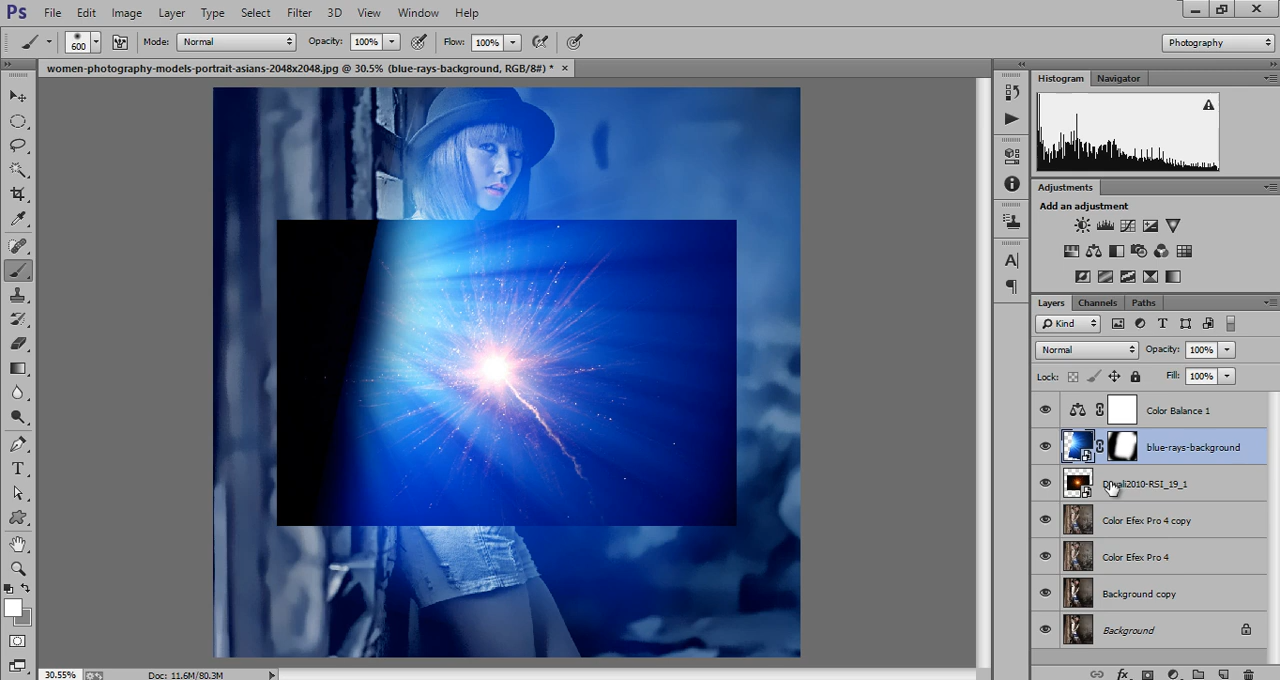 Ps File Edit Image Layer Type Select Filter 3D View Window Help
600 Mode: Normal Opacity: 100% Flow: 100% Photography
women-photography-models-portrait-asians-2048x2048.jpg @ 30.5% (blue-rays-background, RGB/8#) * ×
Histogram Navigator
Adjustments
Add an adjustment
Layers Channels Paths
Kind
Normal Opacity: 100%
Lock: Fill: 100%
Color Balance 1
blue-rays-background
Diwali2010-RSI_19_1
Color Efex Pro 4 copy
Color Efex Pro 4
Background copy
Background
30.55% Doc: 11.6M/80.3M